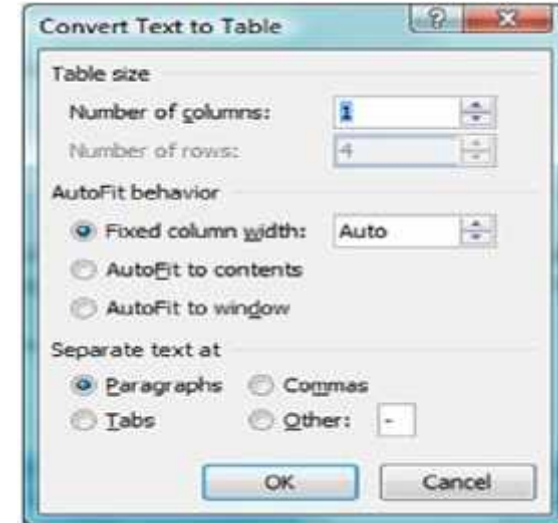 Convert Text to Table
Table size
Number of columns: 1
Number of rows: 4
AutoFit behavior
Fixed column width: Auto
AutoFit to contents
AutoFit to window
Separate text at
Paragraphs Commas
Tabs Other: -
OK Cancel